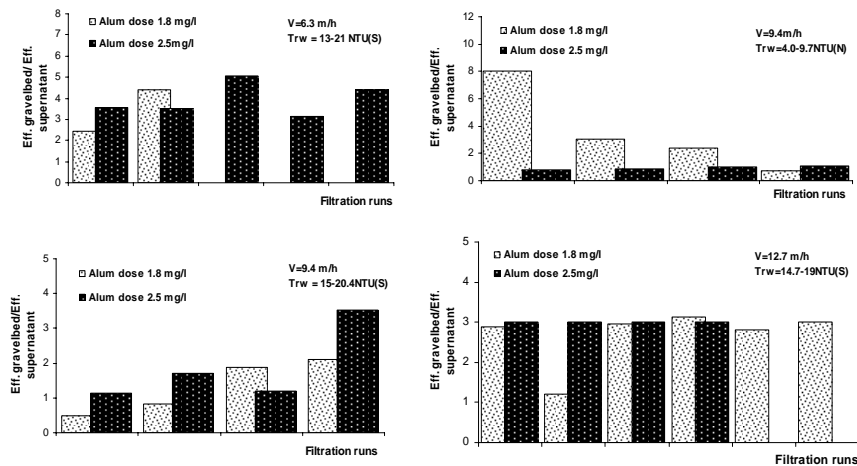 Alum dose 1.8 mg/l
Alum dose 2.5mg/l
V=6.3 m/h
Trw = 13-21 NTU(S)
Eff. gravelbed/ Eff.
supernatant
8
7
6
5
4
3
2
1
0
Filtration runs
Alum dose 1.8 mg/l
Alum dose 2.5 mg/l
V=9.4m/h
Trw=4.0-9.7NTU(N)
Eff. gravelbed/Eff.
supernatant
12
10
8
6
4
2
0
Filtration runs
Alum dose 1.8 mg/l
Alum dose 2.5 mg/l
V=9.4 m/h
Trw = 15-20.4NTU(S)
Eff. gravelbed/Eff.
supernatant
5
4
3
2
1
0
Filtration runs
Alum dose 1.8 mg/l
Alum dose 2.5mg/l
V=12.7 m/h
Trw=14.7-19NTU(S)
Eff. gravelbed/Eff.
supernatant
5
4
3
2
1
0
Filtration runs